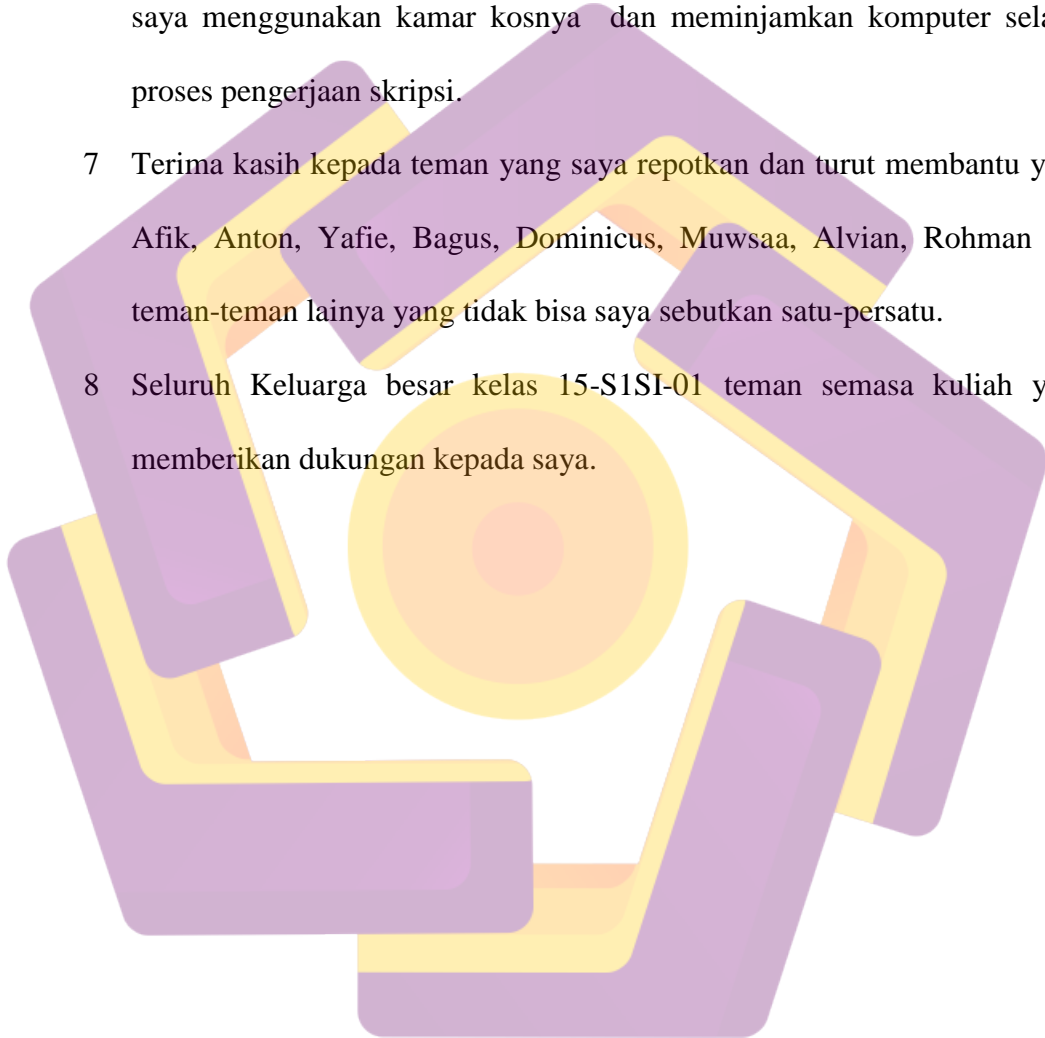 saya menggunakan kamar kosnya dan meminjamkan komputer sela
proses pengerjaan skripsi.
7 Terima kasih kepada teman yang saya repotkan dan turut membantu y
Afik, Anton, Yafie, Bagus, Dominicus, Muwsaa, Alvian, Rohman
teman-teman lainya yang tidak bisa saya sebutkan satu-persatu.
8 Seluruh Keluarga besar kelas 15-S1SI-01 teman semasa kuliah y
memberikan dukungan kepada saya.